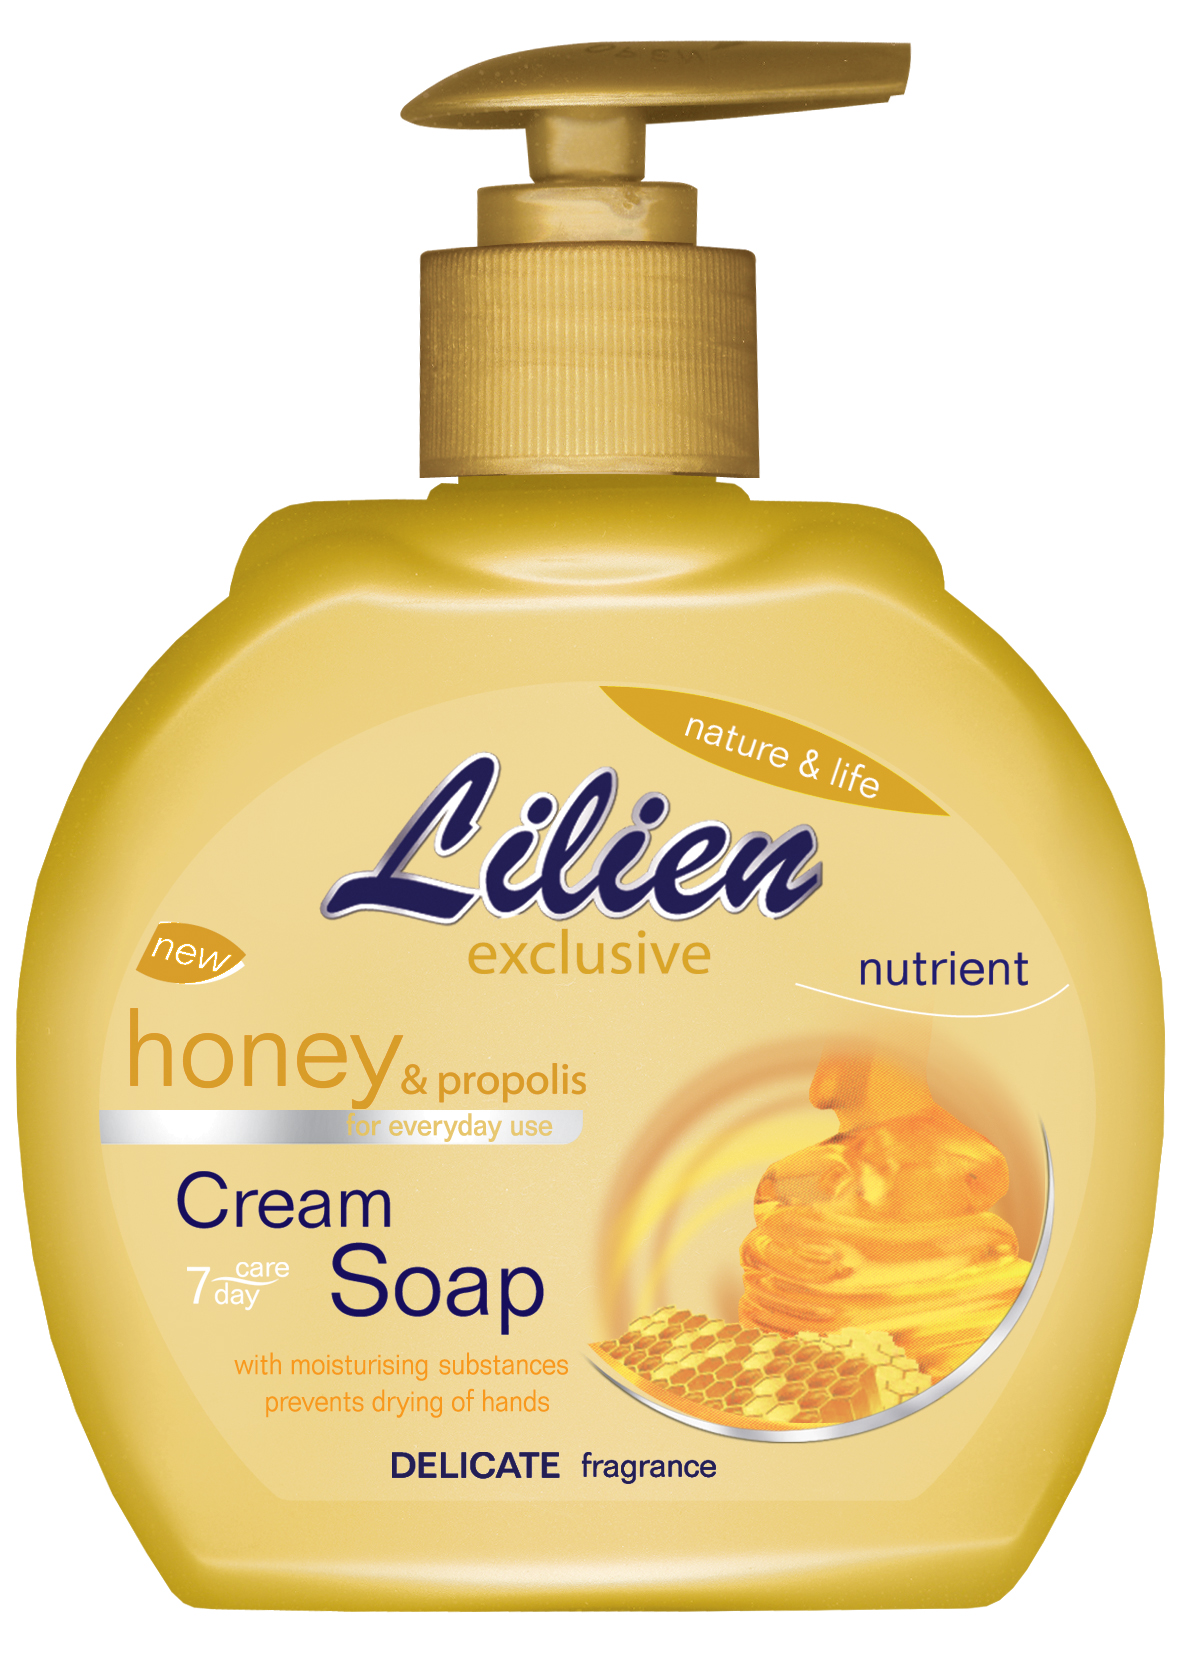 OPEN
nature & life
Lilien
exclusive
new
nutrient
honey & propolis
for everyday use
Cream
Soap
7 day care
with moisturising substances
prevents drying of hands
DELICATE fragrance